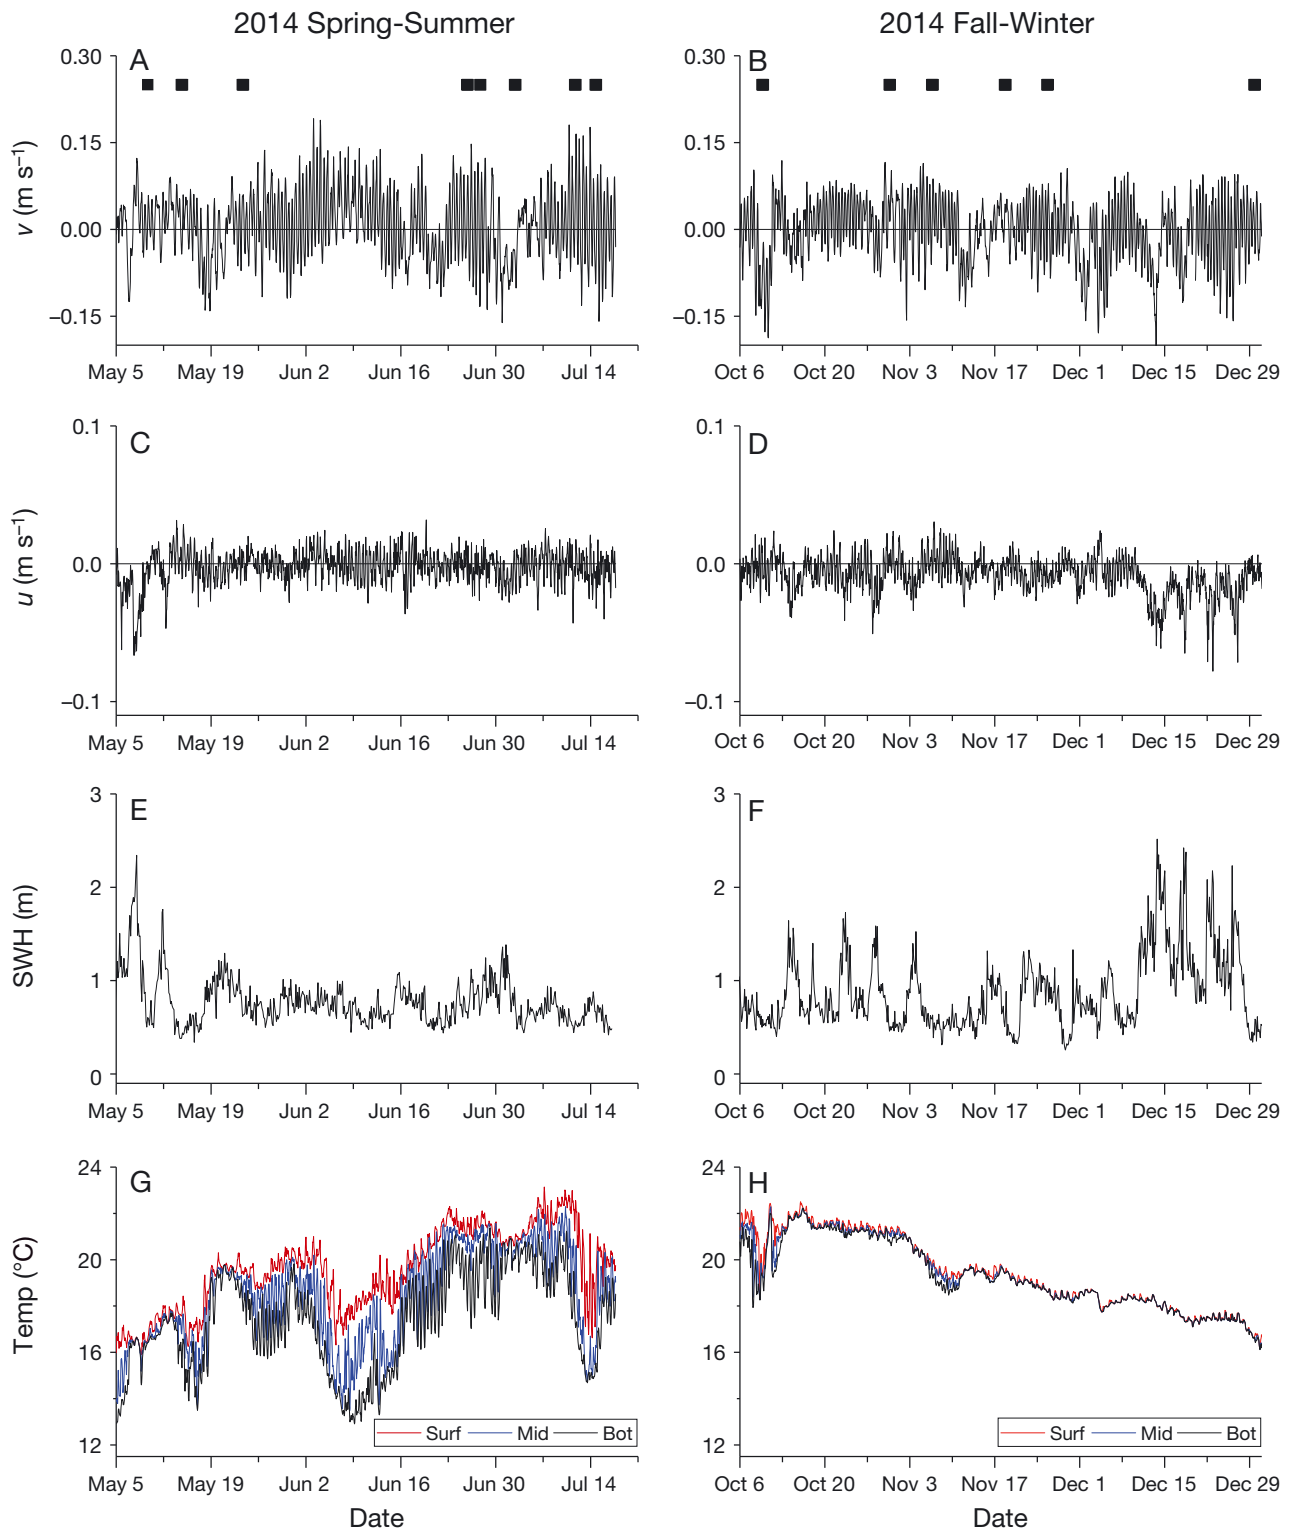 2014 Spring-Summer
2014 Fall-Winter
A
B
0.30
0.15
0.00
−0.15
v (m s⁻¹)
0.30
0.15
0.00
−0.15
May 5 May 19 Jun 2 Jun 16 Jun 30 Jul 14
Oct 6 Oct 20 Nov 3 Nov 17 Dec 1 Dec 15 Dec 29
C
D
0.1
0.0
−0.1
u (m s⁻¹)
0.1
0.0
−0.1
May 5 May 19 Jun 2 Jun 16 Jun 30 Jul 14
Oct 6 Oct 20 Nov 3 Nov 17 Dec 1 Dec 15 Dec 29
E
F
3
2
1
0
SWH (m)
3
2
1
0
May 5 May 19 Jun 2 Jun 16 Jun 30 Jul 14
Oct 6 Oct 20 Nov 3 Nov 17 Dec 1 Dec 15 Dec 29
G
H
24
20
16
12
Temp (°C)
24
20
16
12
Surf Mid Bot
Surf Mid Bot
May 5 May 19 Jun 2 Jun 16 Jun 30 Jul 14
Oct 6 Oct 20 Nov 3 Nov 17 Dec 1 Dec 15 Dec 29
Date
Date